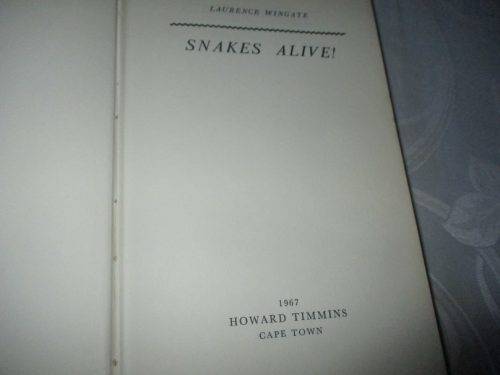 LAURENCE WINGATE
SNAKES ALIVE!
1967
HOWARD TIMMINS
CAPE TOWN